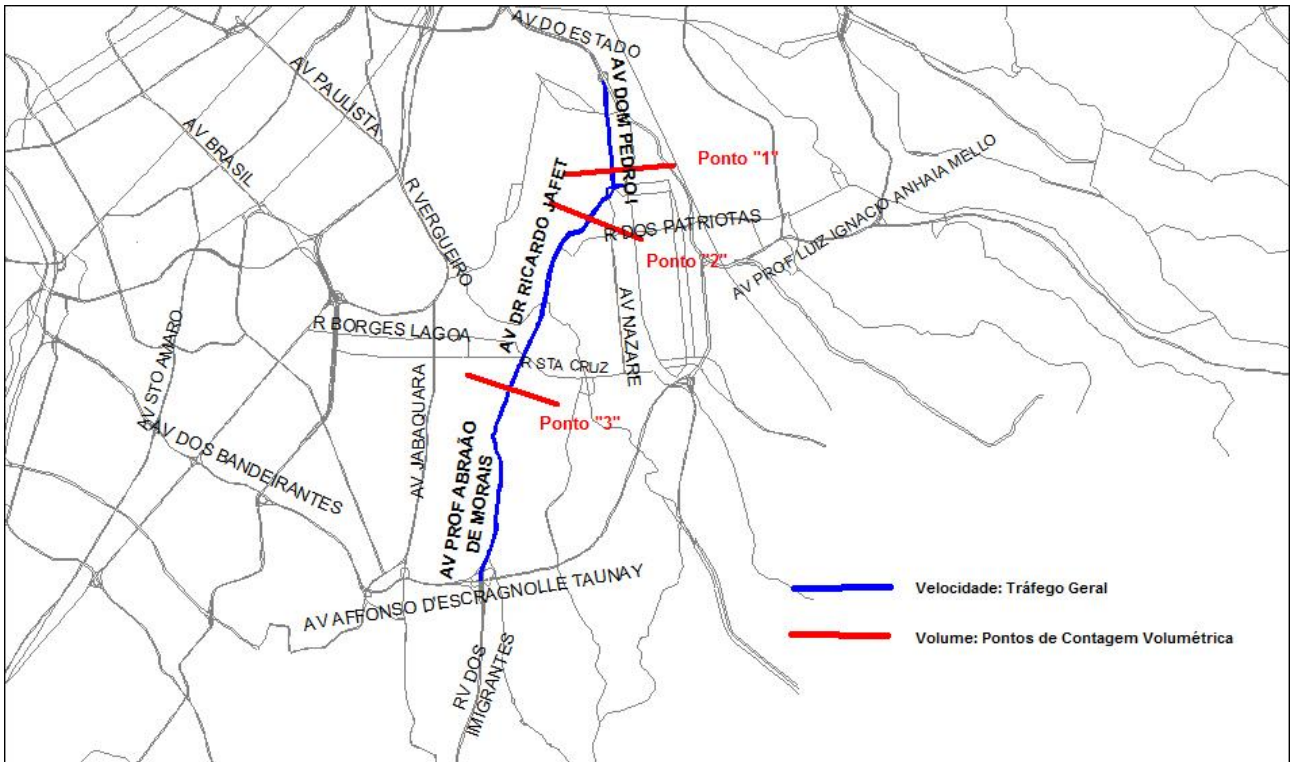 AV DO ESTADO
AV PAULISTA
AV DOM PEDRO I
AV BRASIL
Ponto "1"
AV DR RICARDO JAFET
R VERGUEIRO
R DOS PATRIOTAS
AV PROF LUIZ IGNACIO ANHAIA MELLO
Ponto "2"
AV NAZARE
R BORGES LAGOA
R STA CRUZ
AV STO AMARO
Ponto "3"
AV JABAQUARA
AV DOS BANDEIRANTES
AV PROF ABRAÃO
DE MORAIS
AV AFFONSO D'ESCRAGNOLLE TAUNAY
Velocidade: Tráfego Geral
Volume: Pontos de Contagem Volumétrica
RV DOS
IMIGRANTES